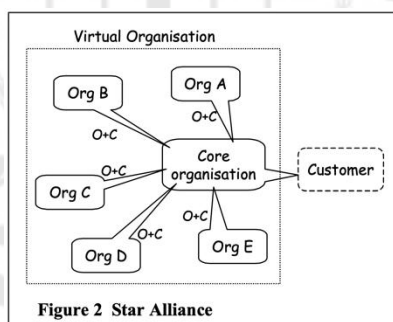 Virtual Organisation
Org B
Org A
O+C
O+C
Core
organisation
Customer
O+C
Org C
O+C
O+C
Org D
Org E
Figure 2 Star Alliance